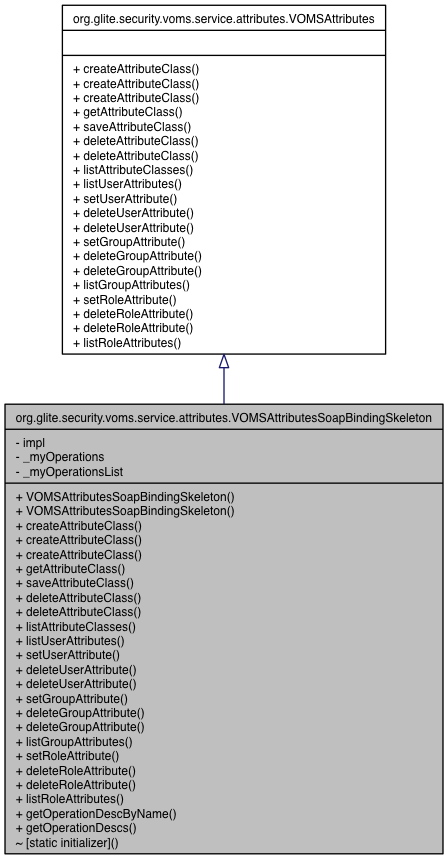 org.glite.security.voms.service.attributes.VOMSAttributes
+ createAttributeClass()
+ createAttributeClass()
+ createAttributeClass()
+ getAttributeClass()
+ saveAttributeClass()
+ deleteAttributeClass()
+ deleteAttributeClass()
+ listAttributeClasses()
+ listUserAttributes()
+ setUserAttribute()
+ deleteUserAttribute()
+ deleteUserAttribute()
+ setGroupAttribute()
+ deleteGroupAttribute()
+ deleteGroupAttribute()
+ listGroupAttributes()
+ setRoleAttribute()
+ deleteRoleAttribute()
+ deleteRoleAttribute()
+ listRoleAttributes()
org.glite.security.voms.service.attributes.VOMSAttributesSoapBindingSkeleton
- impl
- _myOperations
- _myOperationsList
+ VOMSAttributesSoapBindingSkeleton()
+ VOMSAttributesSoapBindingSkeleton()
+ createAttributeClass()
+ createAttributeClass()
+ createAttributeClass()
+ getAttributeClass()
+ saveAttributeClass()
+ deleteAttributeClass()
+ deleteAttributeClass()
+ listAttributeClasses()
+ listUserAttributes()
+ setUserAttribute()
+ deleteUserAttribute()
+ deleteUserAttribute()
+ setGroupAttribute()
+ deleteGroupAttribute()
+ deleteGroupAttribute()
+ listGroupAttributes()
+ setRoleAttribute()
+ deleteRoleAttribute()
+ deleteRoleAttribute()
+ listRoleAttributes()
+ getOperationDescByName()
+ getOperationDescs()
~ [static initializer]()